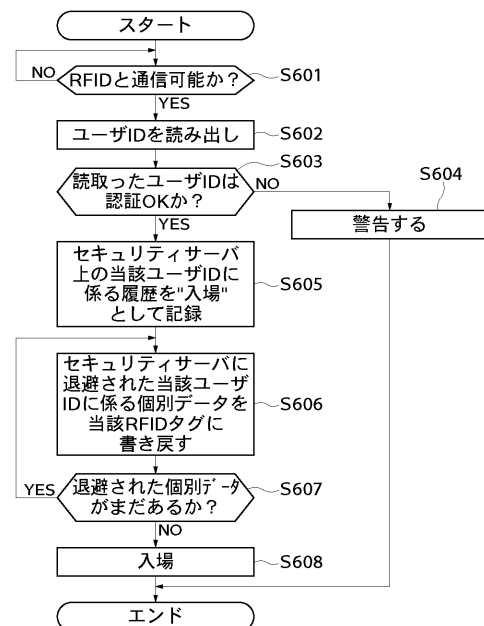 スタート
NO
RFIDと通信可能か？
S601
YES
ユーザIDを読み出し
S602
S603
読取ったユーザIDは
認証OKか？
NO
S604
YES
警告する
セキュリティサーバ
上の当該ユーザIDに
係る履歴を"入場"
として記録
S605
セキュリティサーバに
退避された当該ユーザ
IDに係る個別データを
当該RFIDタグに
書き戻す
S606
YES
退避された個別ﾃﾞｰﾀ
がまだあるか？
S607
NO
入場
S608
エンド